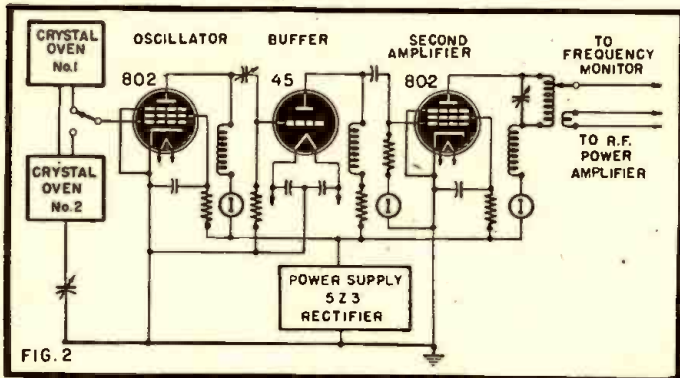 CRYSTAL
OVEN
No.1
CRYSTAL
OVEN
No.2
OSCILLATOR
802
BUFFER
45
SECOND
AMPLIFIER
802
TO
FREQUENCY
MONITOR
TO R.F.
POWER
AMPLIFIER
I
I
I
POWER SUPPLY
5Z3
RECTIFIER
FIG. 2